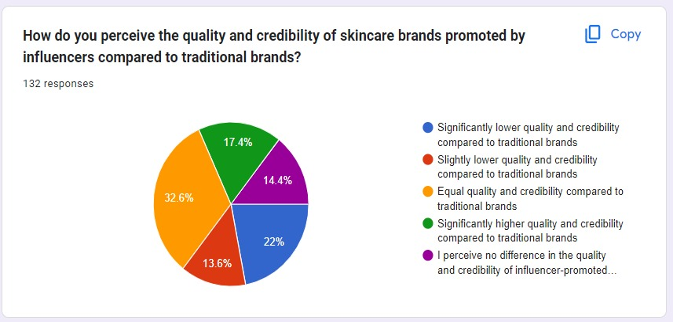 How do you perceive the quality and credibility of skincare brands promoted by
influencers compared to traditional brands?
Copy
132 responses
17.4%
14.4%
32.6%
22%
13.6%
Significantly lower quality and credibility
compared to traditional brands
Slightly lower quality and credibility
compared to traditional brands
Equal quality and credibility compared to
traditional brands
Significantly higher quality and credibility
compared to traditional brands
I perceive no difference in the quality
and credibility of influencer-promoted…